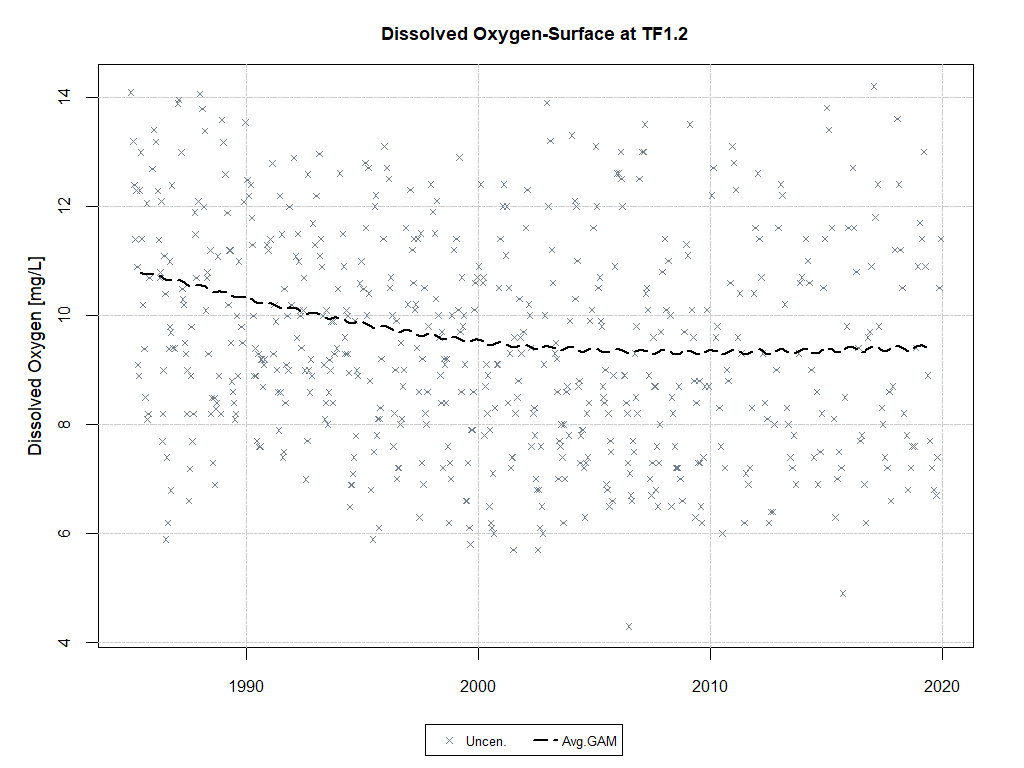 Dissolved Oxygen-Surface at TF1.2
Dissolved Oxygen [mg/L]
14
12
10
8
6
4
1990 2000 2010 2020
Uncen. Avg.GAM